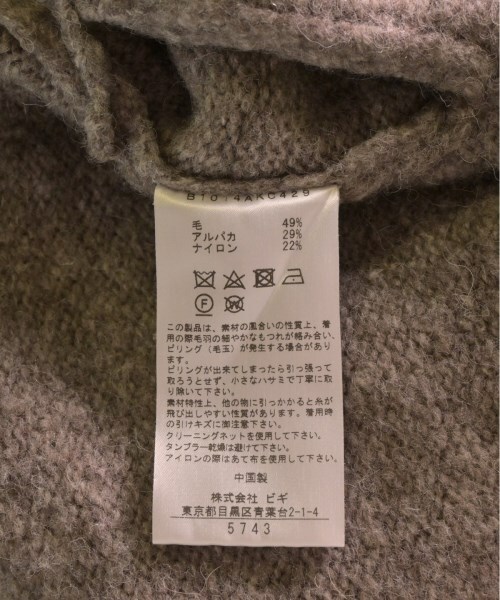 B1014AKC429
毛 49%
アルパカ 29%
ナイロン 22%
F W
この製品は、素材の風合いの性質上、着
用の際毛羽の細やかなもつれが絡み合い、
ピリング（毛玉）が発生する場合があり
ます。
ピリングが出来てしまったら引っ張って
取ろうとせず、小さなハサミで丁寧に取
り除いて下さい。
素材特性上、他の物に引っかかると糸が
飛び出しやすい性質があります。着用時
の引けキズに御注意下さい。
クリーニングネットを使用して下さい。
タンブラー乾燥は避けて下さい。
アイロンの際はあて布を使用して下さい。
中国製
株式会社 ビギ
東京都目黒区青葉台2-1-4
5743